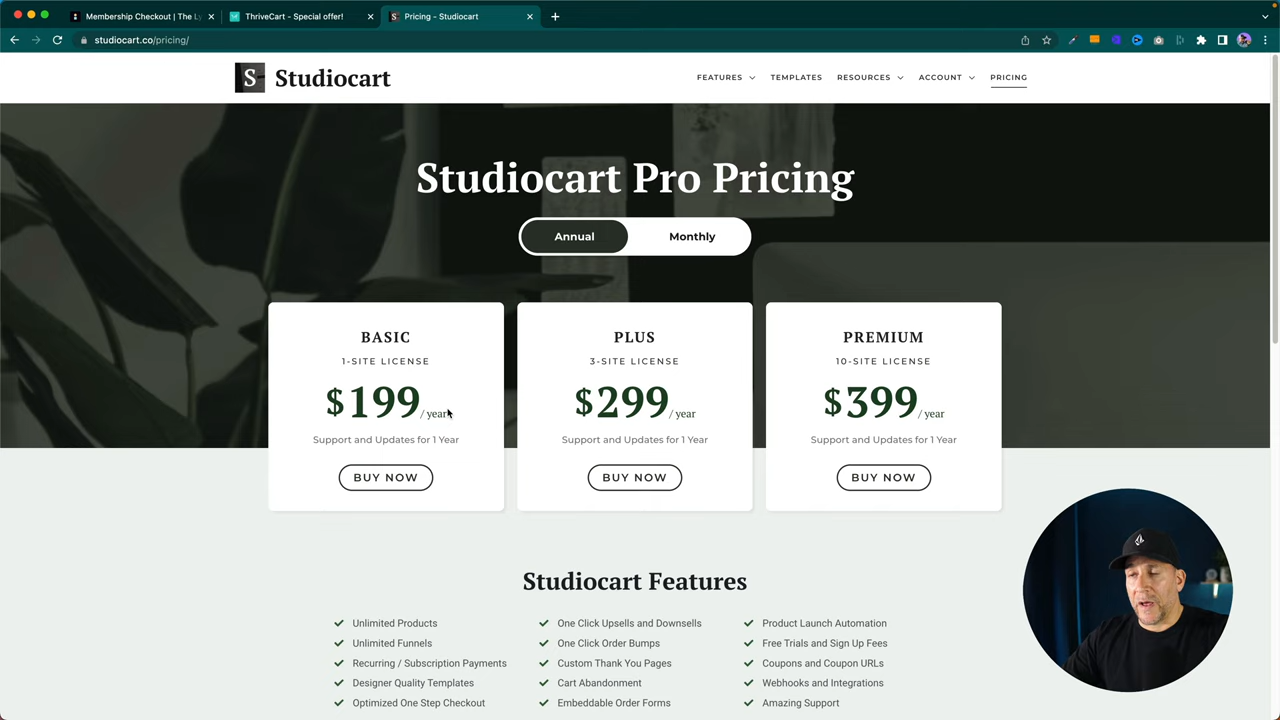 Membership Checkout | The Ly
ThriveCart - Special offer!
Pricing - Studiocart
studiocart.co/pricing/
S Studiocart
FEATURES
TEMPLATES
RESOURCES
ACCOUNT
PRICING
Studiocart Pro Pricing
Annual
Monthly
BASIC
1-SITE LICENSE
$199 / year
Support and Updates for 1 Year
BUY NOW
PLUS
3-SITE LICENSE
$299 / year
Support and Updates for 1 Year
BUY NOW
PREMIUM
10-SITE LICENSE
$399 / year
Support and Updates for 1 Year
BUY NOW
Studiocart Features
Unlimited Products
Unlimited Funnels
Recurring / Subscription Payments
Designer Quality Templates
Optimized One Step Checkout
One Click Upsells and Downsells
One Click Order Bumps
Custom Thank You Pages
Cart Abandonment
Embeddable Order Forms
Product Launch Automation
Free Trials and Sign Up Fees
Coupons and Coupon URLs
Webhooks and Integrations
Amazing Support